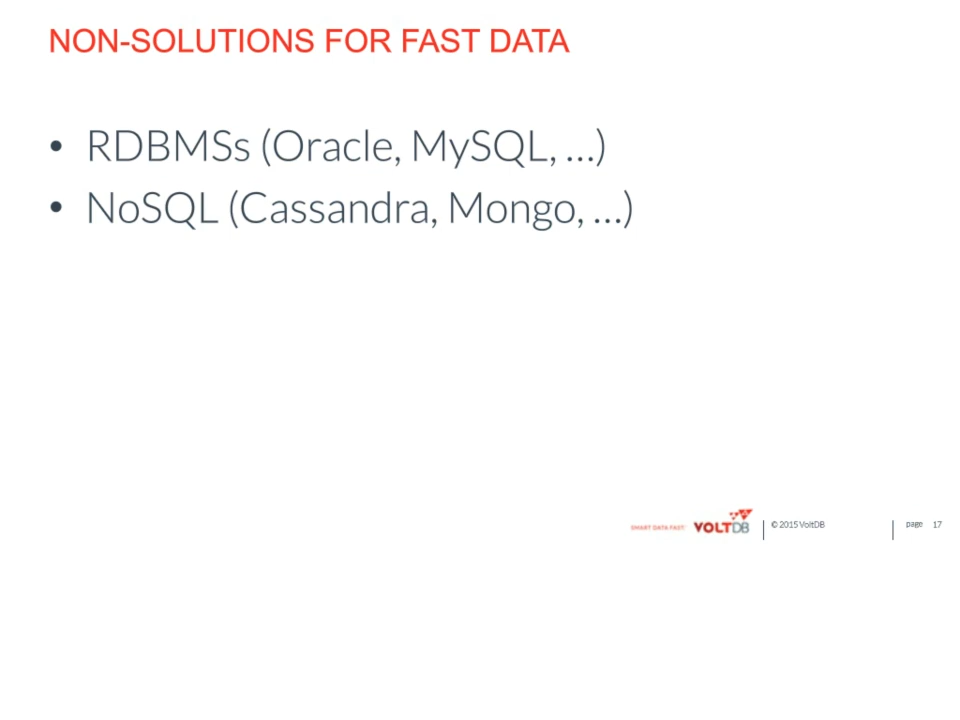 NON-SOLUTIONS FOR FAST DATA
• RDBMSs (Oracle, MySQL, ...)
• NoSQL (Cassandra, Mongo, ...)
SMART DATA FAST VOLTDB © 2015 VoltDB page 17